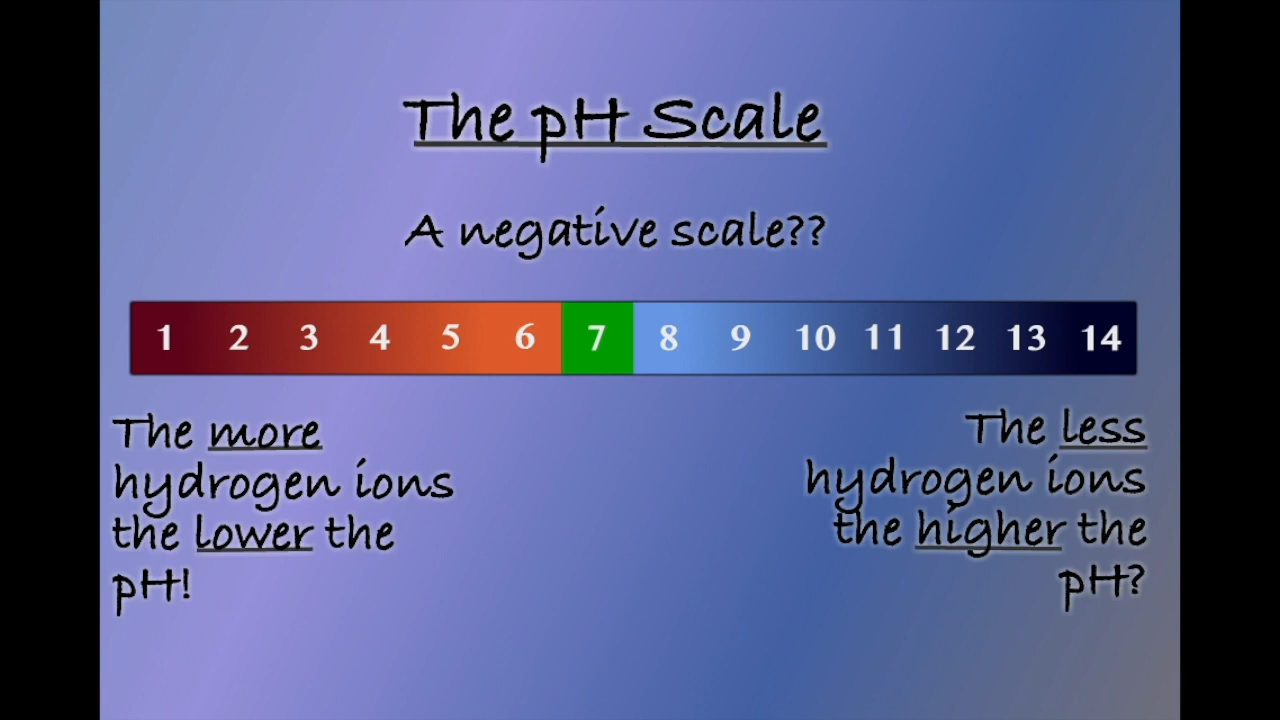 The pH Scale
A negative scale??
1 2 3 4 5 6 7 8 9 10 11 12 13 14
The more
hydrogen ions
the lower the
pH!
The less
hydrogen ions
the higher the
pH?